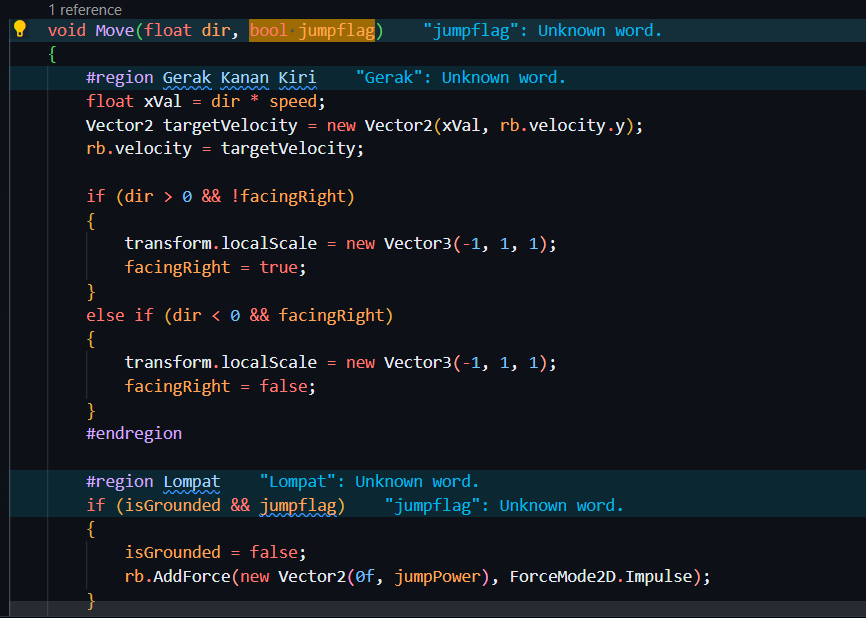 1 reference
void Move(float dir, bool jumpflag) "jumpflag": Unknown word.
{
#region Gerak Kanan Kiri "Gerak": Unknown word.
float xVal = dir * speed;
Vector2 targetVelocity = new Vector2(xVal, rb.velocity.y);
rb.velocity = targetVelocity;
if (dir > 0 && !facingRight)
{
transform.localScale = new Vector3(-1, 1, 1);
facingRight = true;
}
else if (dir < 0 && facingRight)
{
transform.localScale = new Vector3(-1, 1, 1);
facingRight = false;
}
#endregion
#region Lompat "Lompat": Unknown word.
if (isGrounded && jumpflag) "jumpflag": Unknown word.
{
isGrounded = false;
rb.AddForce(new Vector2(0f, jumpPower), ForceMode2D.Impulse);
}